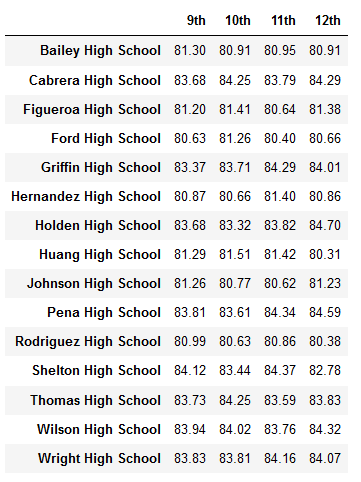 9th 10th 11th 12th
Bailey High School 81.30 80.91 80.95 80.91
Cabrera High School 83.68 84.25 83.79 84.29
Figueroa High School 81.20 81.41 80.64 81.38
Ford High School 80.63 81.26 80.40 80.66
Griffin High School 83.37 83.71 84.29 84.01
Hernandez High School 80.87 80.66 81.40 80.86
Holden High School 83.68 83.32 83.82 84.70
Huang High School 81.29 81.51 81.42 80.31
Johnson High School 81.26 80.77 80.62 81.23
Pena High School 83.81 83.61 84.34 84.59
Rodriguez High School 80.99 80.63 80.86 80.38
Shelton High School 84.12 83.44 84.37 82.78
Thomas High School 83.73 84.25 83.59 83.83
Wilson High School 83.94 84.02 83.76 84.32
Wright High School 83.83 83.81 84.16 84.07